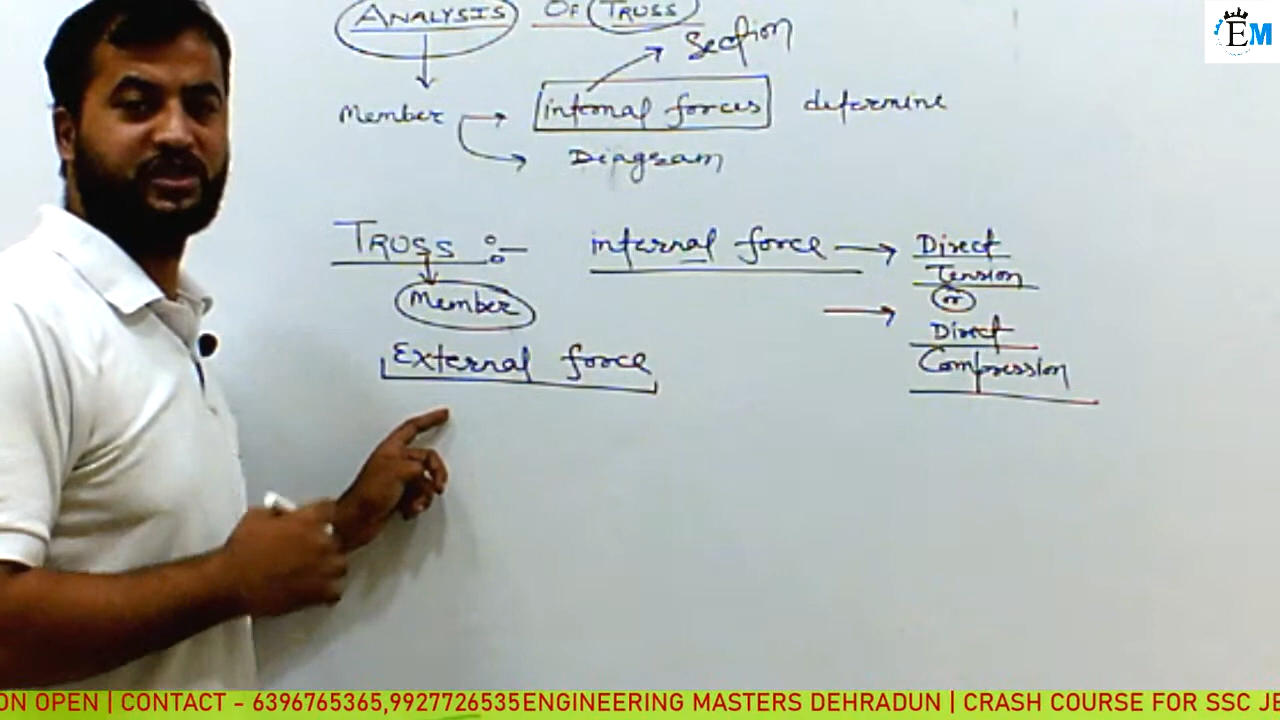 ANALYSIS OF TRUSS
Section
Member internal forces determine
Diagram
TRUSS :- internal force → Direct
Tension
or
Member
Direct
External force
Compression
EM
ON OPEN | CONTACT - 6396765365,9927726535ENGINEERING MASTERS DEHRADUN | CRASH COURSE FOR SSC JE